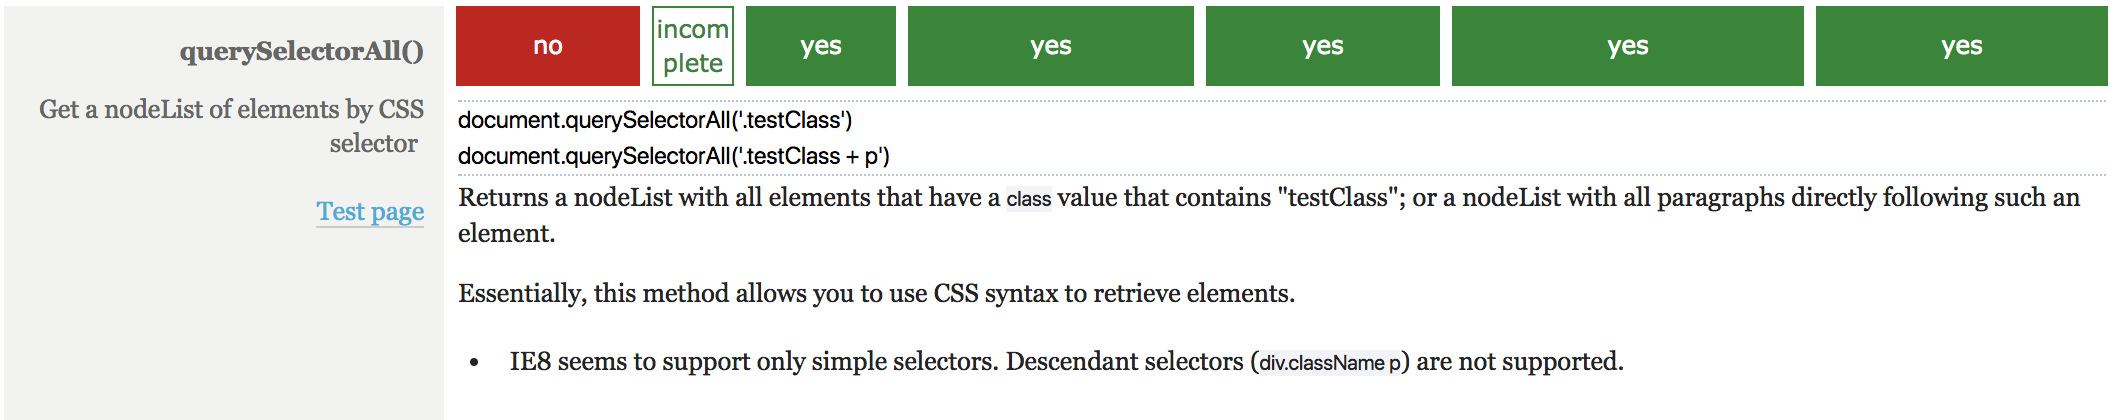 querySelectorAll()
Get a nodeList of elements by CSS
selector
Test page
no
incom
plete
yes
yes
yes
yes
yes
document.querySelectorAll('.testClass')
document.querySelectorAll('.testClass + p')
Returns a nodeList with all elements that have a class value that contains "testClass"; or a nodeList with all paragraphs directly following such an
element.
Essentially, this method allows you to use CSS syntax to retrieve elements.
• IE8 seems to support only simple selectors. Descendant selectors (div.className p) are not supported.